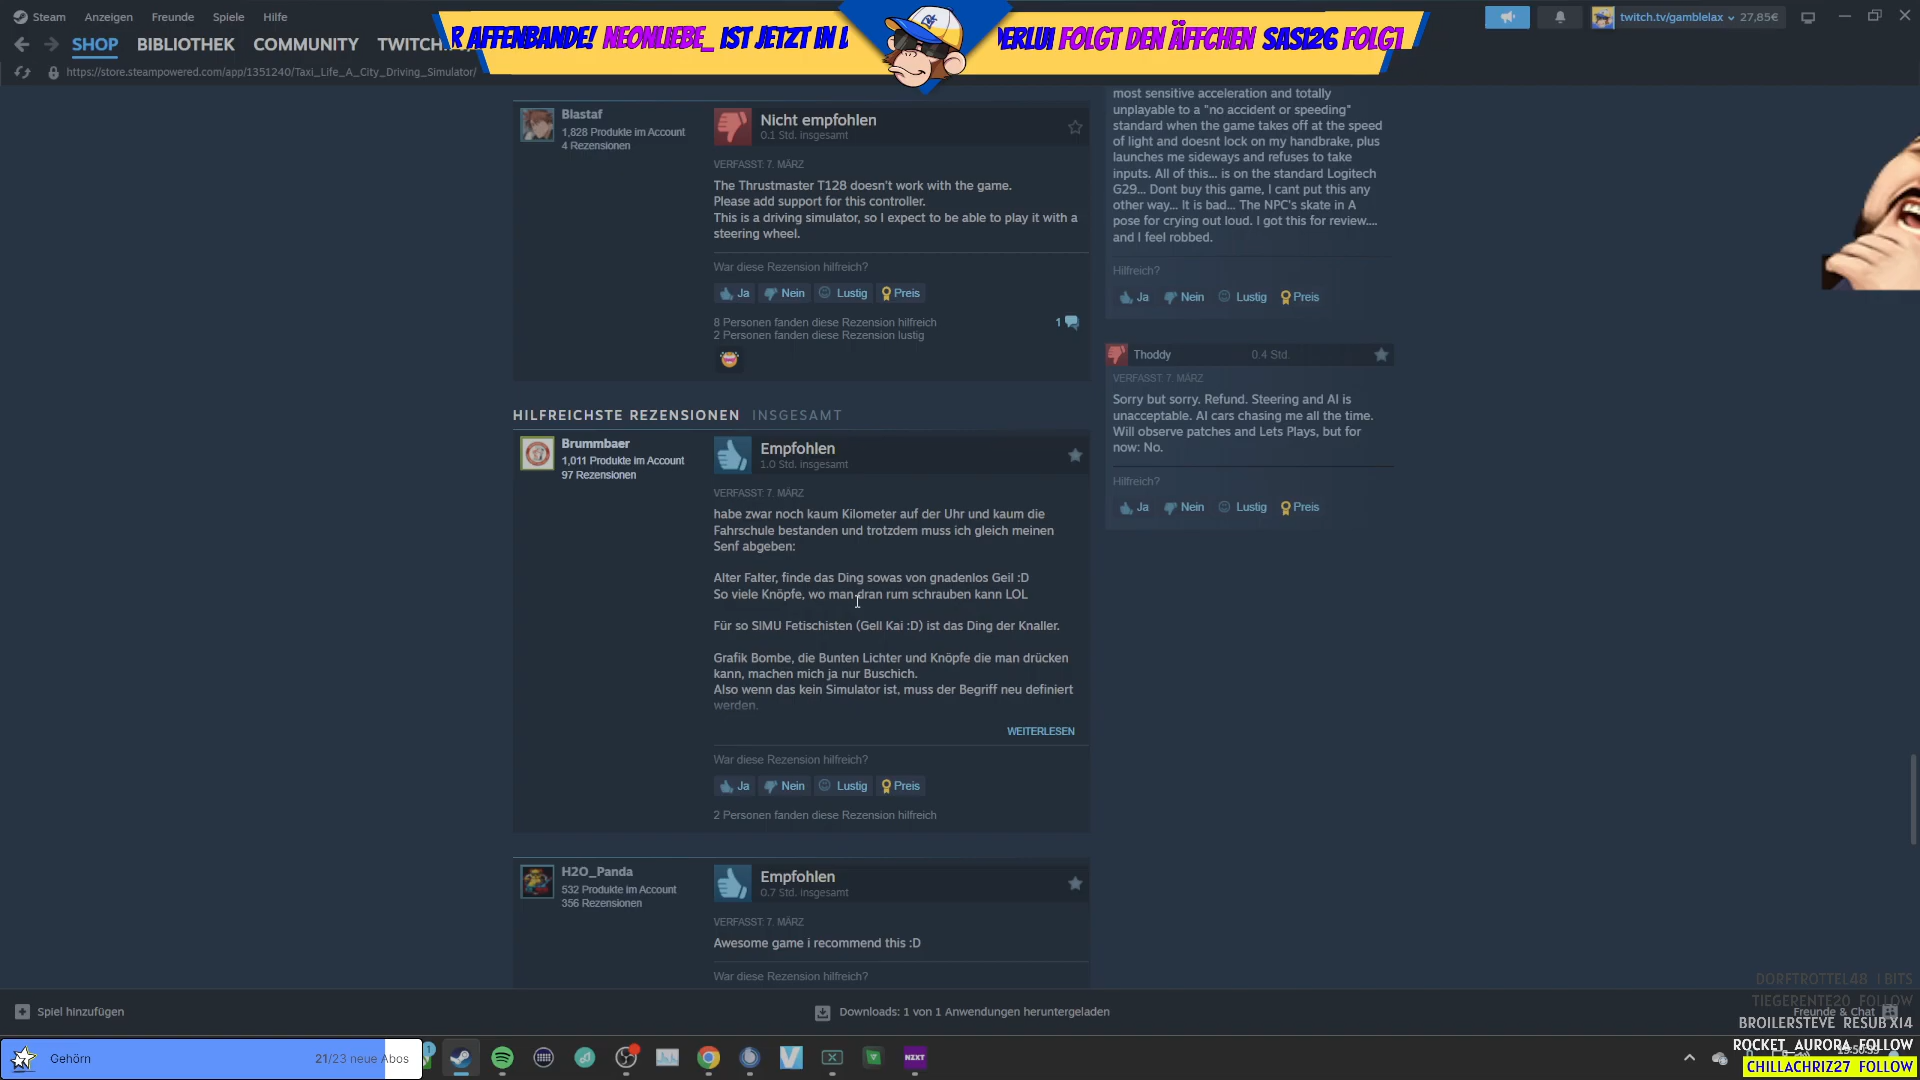 Steam Anzeigen Freunde Spiele Hilfe
twitch.tv/gamblelax 27,85€
SHOP BIBLIOTHEK COMMUNITY TWITCH.
R AFFENBANDE! NEONLIEBE_ IST JETZT IN
FOLGT DEN ÄFFCHEN SASI26 FOLGT
https://store.steampowered.com/app/1351240/Taxi_Life_A_City_Driving_Simulator/
Blastaf
1,828 Produkte im Account
4 Rezensionen
Nicht empfohlen
0.1 Std. insgesamt
VERFASST: 7. MÄRZ
The Thrustmaster T128 doesn't work with the game.
Please add support for this controller.
This is a driving simulator, so I expect to be able to play it with a
steering wheel.
War diese Rezension hilfreich?
Ja Nein Lustig Preis
8 Personen fanden diese Rezension hilfreich
2 Personen fanden diese Rezension lustig
1
most sensitive acceleration and totally
unplayable to a "no accident or speeding"
standard when the game takes off at the speed
of light and doesnt lock on my handbrake, plus
launches me sideways and refuses to take
inputs. All of this... is on the standard Logitech
G29... Dont buy this game, I cant put this any
other way... It is bad... The NPC's skate in A
pose for crying out loud. I got this for review....
and I feel robbed.
Hilfreich?
Ja Nein Lustig Preis
Thoddy 0.4 Std.
VERFASST: 7. MÄRZ
Sorry but sorry. Refund. Steering and AI is
unacceptable. AI cars chasing me all the time.
Will observe patches and Lets Plays, but for
now: No.
Hilfreich?
Ja Nein Lustig Preis
HILFREICHSTE REZENSIONEN INSGESAMT
Brummbaer
1,011 Produkte im Account
97 Rezensionen
Empfohlen
1.0 Std. insgesamt
VERFASST: 7. MÄRZ
habe zwar noch kaum Kilometer auf der Uhr und kaum die
Fahrschule bestanden und trotzdem muss ich gleich meinen
Senf abgeben:
Alter Falter, finde das Ding sowas von gnadenlos Geil :D
So viele Knöpfe, wo man dran rum schrauben kann LOL
Für so SIMU Fetischisten (Gell Kai :D) ist das Ding der Knaller.
Grafik Bombe, die Bunten Lichter und Knöpfe die man drücken
kann, machen mich ja nur Buschich.
Also wenn das kein Simulator ist, muss der Begriff neu definiert
werden.
WEITERLESEN
War diese Rezension hilfreich?
Ja Nein Lustig Preis
2 Personen fanden diese Rezension hilfreich
H2O_Panda
532 Produkte im Account
356 Rezensionen
Empfohlen
0.7 Std. insgesamt
VERFASST: 7. MÄRZ
Awesome game i recommend this :D
War diese Rezension hilfreich?
Spiel hinzufügen
Downloads: 1 von 1 Anwendungen heruntergeladen
Freunde & Chat
DORFTROTTEL48 1 BITS
TIEGERENTE20 FOLLOW
BROILERSTEVE RESUB X14
ROCKET_AURORA FOLLOW
CHILLACHRIZ27 FOLLOW
Gehörn 21/23 neue Abos
NZXT